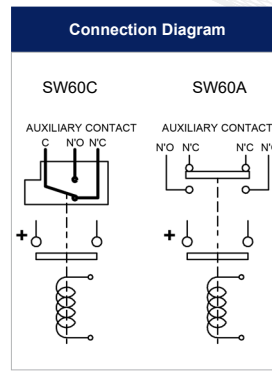 Connection Diagram
SW60C SW60A
AUXILIARY CONTACT AUXILIARY CONTACT
C N'O N'C N'O N'C N'C
+ +